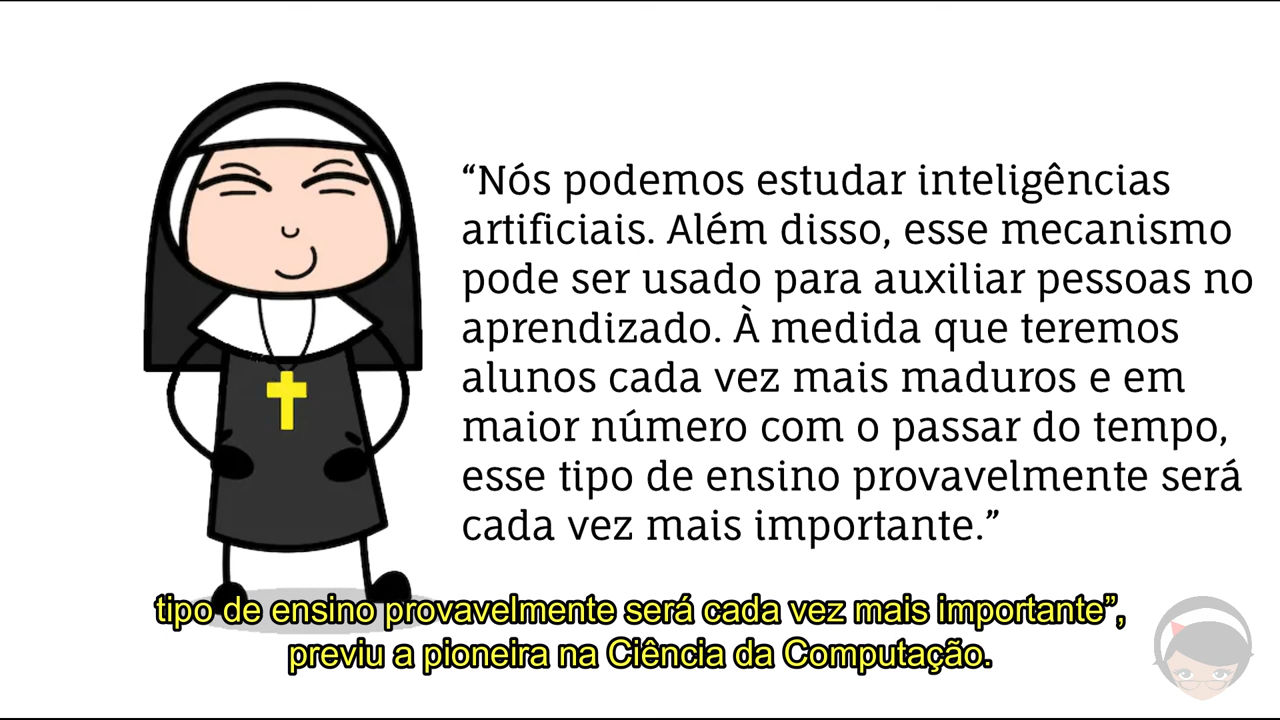 “Nós podemos estudar inteligências
artificiais. Além disso, esse mecanismo
pode ser usado para auxiliar pessoas no
aprendizado. À medida que teremos
alunos cada vez mais maduros e em
maior número com o passar do tempo,
esse tipo de ensino provavelmente será
cada vez mais importante.”
tipo de ensino provavelmente será cada vez mais importante”,
previu a pioneira na Ciência da Computação.